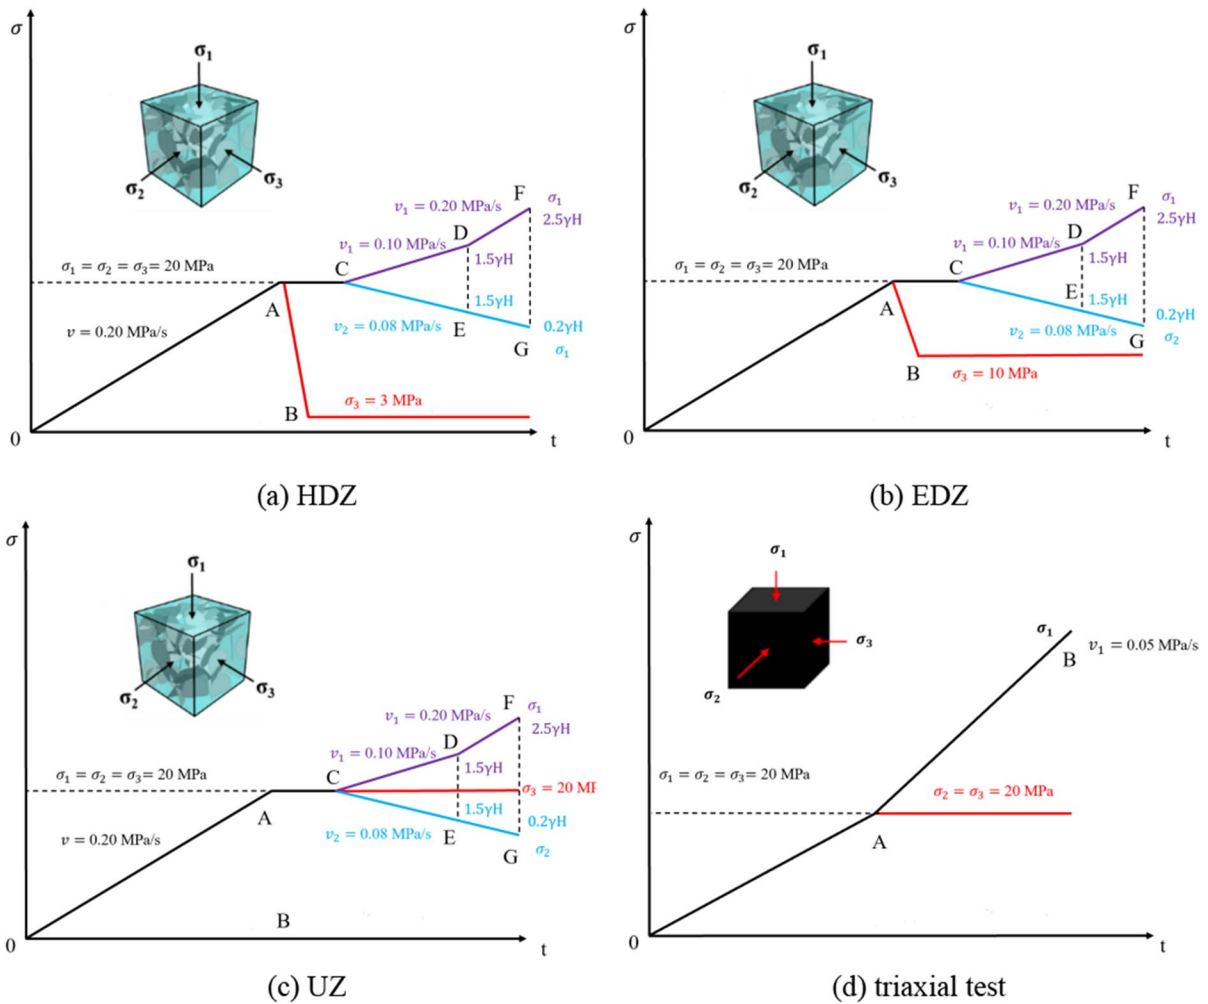 σ
σ₁
σ₂
σ₃
F
σ₁
v₁ = 0.20 MPa/s
2.5γH
D
v₁ = 0.10 MPa/s
1.5γH
σ₁ = σ₂ = σ₃= 20 MPa
C
A
1.5γH
v = 0.20 MPa/s
v₂ = 0.08 MPa/s
E
0.2γH
G
σ₁
σ₃ = 3 MPa
B
0
t
(a) HDZ
σ
σ₁
σ₂
σ₃
F
σ₁
v₁ = 0.20 MPa/s
2.5γH
D
v₁ = 0.10 MPa/s
1.5γH
σ₁ = σ₂ = σ₃= 20 MPa
C
E
A
1.5γH
0.2γH
v₂ = 0.08 MPa/s
G
σ₂
B
σ₃ = 10 MPa
0
t
(b) EDZ
σ
σ₁
σ₂
σ₃
F
σ₁
v₁ = 0.20 MPa/s
2.5γH
D
v₁ = 0.10 MPa/s
1.5γH
σ₁ = σ₂ = σ₃= 20 MPa
C
σ₃ = 20 MP
A
1.5γH
0.2γH
v = 0.20 MPa/s
v₂ = 0.08 MPa/s
E
G
σ₂
B
0
t
(c) UZ
σ
σ₁
σ₃
σ₂
σ₁
B
v₁ = 0.05 MPa/s
σ₁ = σ₂ = σ₃= 20 MPa
σ₂ = σ₃ = 20 MPa
A
0
t
(d) triaxial test